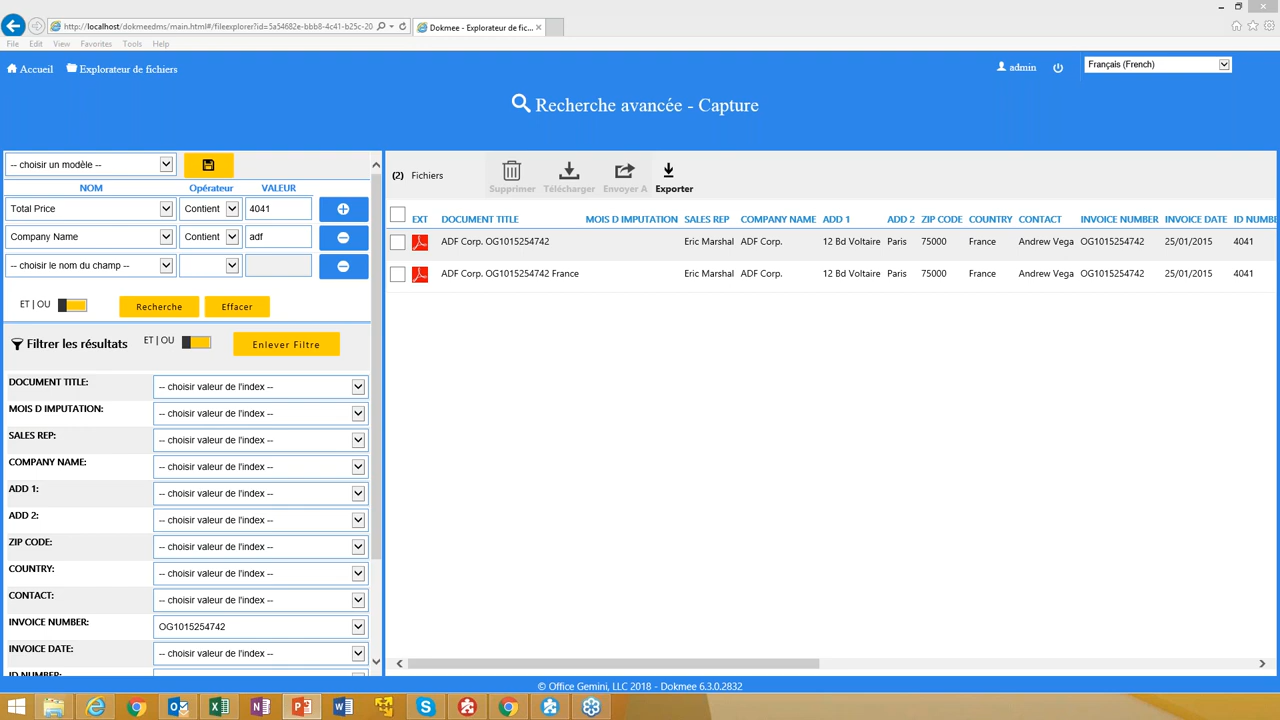 http://localhost/dokmeedms/main.html#/fileexplorer?id=5a54682e-bbb8-4c41-b25c-20
Dokmee - Explorateur de fic...
File Edit View Favorites Tools Help
Accueil Explorateur de fichiers
admin
Français (French)
Recherche avancée - Capture
-- choisir un modèle --
NOM Opérateur VALEUR
Total Price Contient 4041
Company Name Contient adf
-- choisir le nom du champ --
ET | OU Recherche Effacer
Filtrer les résultats ET | OU Enlever Filtre
DOCUMENT TITLE: -- choisir valeur de l'index --
MOIS D IMPUTATION: -- choisir valeur de l'index --
SALES REP: -- choisir valeur de l'index --
COMPANY NAME: -- choisir valeur de l'index --
ADD 1: -- choisir valeur de l'index --
ADD 2: -- choisir valeur de l'index --
ZIP CODE: -- choisir valeur de l'index --
COUNTRY: -- choisir valeur de l'index --
CONTACT: -- choisir valeur de l'index --
INVOICE NUMBER: OG1015254742
INVOICE DATE: -- choisir valeur de l'index --
ID NUMBER:
(2) Fichiers
Supprimer Télécharger Envoyer A Exporter
EXT DOCUMENT TITLE MOIS D IMPUTATION SALES REP COMPANY NAME ADD 1 ADD 2 ZIP CODE COUNTRY CONTACT INVOICE NUMBER INVOICE DATE ID NUMBE
ADF Corp. OG1015254742 Eric Marshal ADF Corp. 12 Bd Voltaire Paris 75000 France Andrew Vega OG1015254742 25/01/2015 4041
ADF Corp. OG1015254742 France Eric Marshal ADF Corp. 12 Bd Voltaire Paris 75000 France Andrew Vega OG1015254742 25/01/2015 4041
© Office Gemini, LLC 2018 - Dokmee 6.3.0.2832